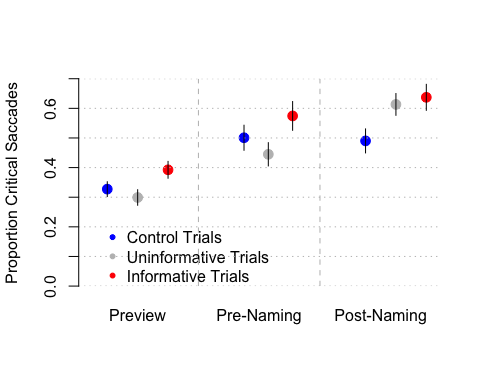 Proportion Critical Saccades
0.6
0.4
0.2
0.0
Control Trials
Uninformative Trials
Informative Trials
Preview Pre-Naming Post-Naming